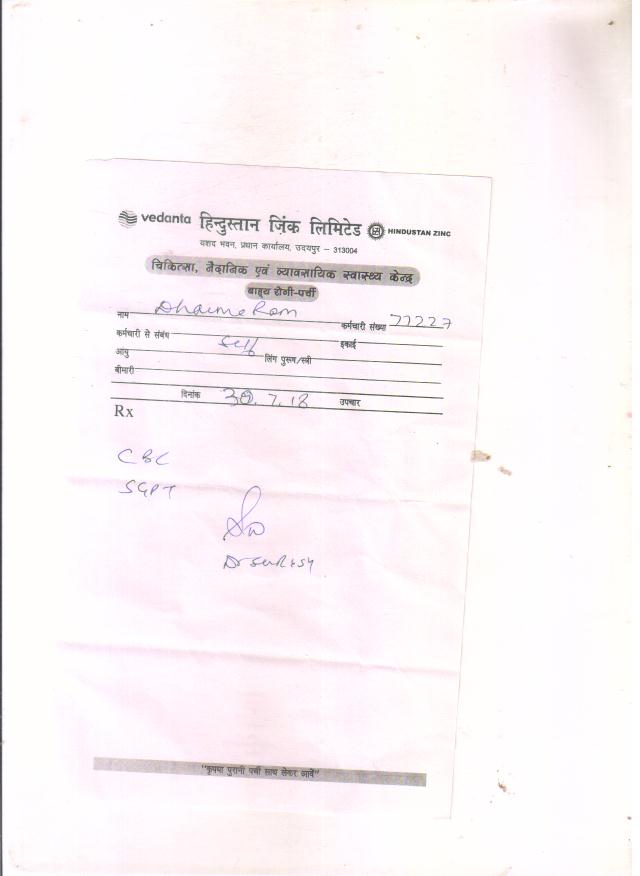 vedanta हिन्दुस्तान ज़िंक लिमिटेड HINDUSTAN ZINC
यशद भवन, प्रधान कार्यालय, उदयपुर – 313004
चिकित्सा, नैदानिक एवं व्यावसायिक स्वास्थ्य केन्द्र
बाह्य रोगी-पर्ची
नाम Dharme Ram कर्मचारी संख्या 77227
कर्मचारी से संबंध Self इकाई
आयु लिंग पुरूष/स्त्री
बीमारी
दिनांक 30.7.18 उपचार
Rx
CBC
SGPT
Dr SURESH
"कृपया पुरानी पर्ची साथ लेकर आवें"